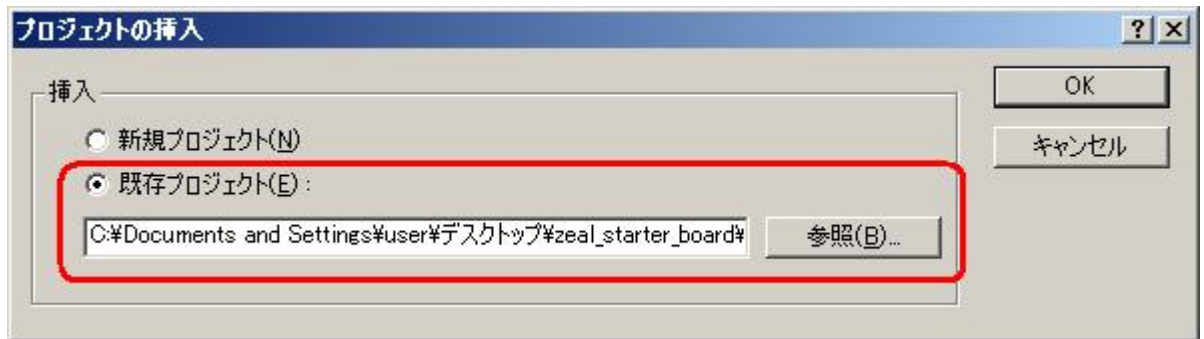 プロジェクトの挿入
挿入
新規プロジェクト(N)
既存プロジェクト(E) :
C:¥Documents and Settings¥user¥デスクトップ¥zeal_starter_board¥
参照(B)...
OK
キャンセル